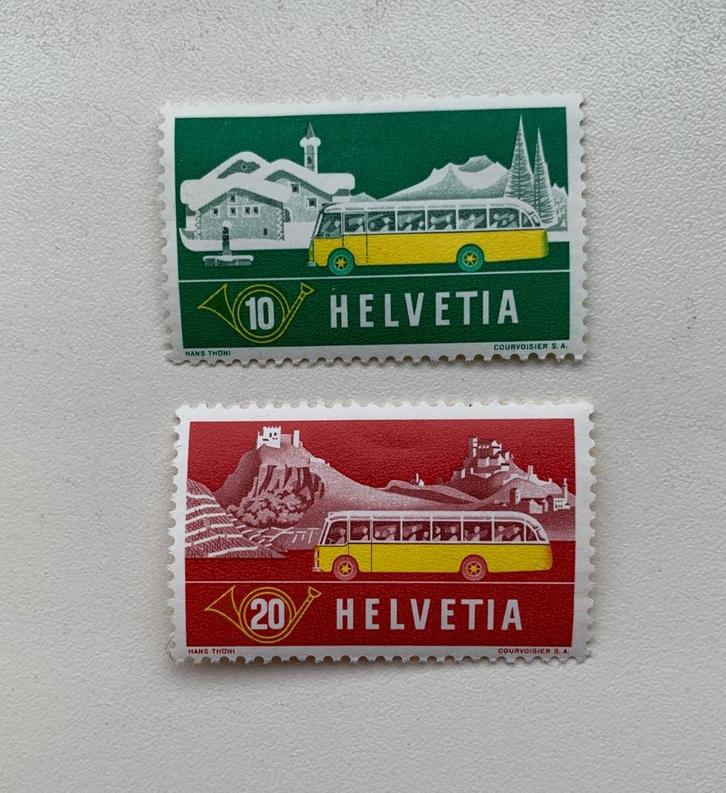 10 HELVETIA
HANS THÖNI COURVOISIER S. A.
20 HELVETIA
HANS THÖNI COURVOISIER S. A.